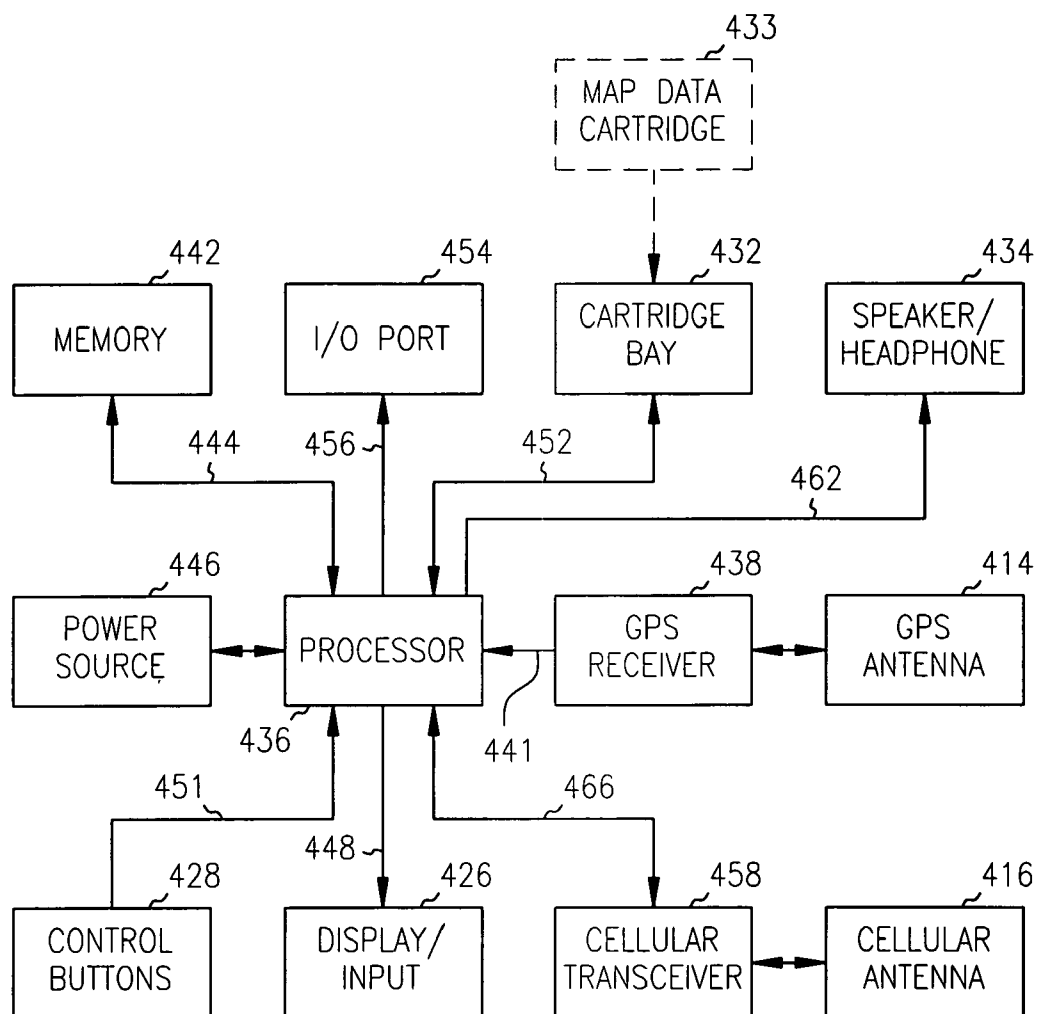 433
MAP DATA
CARTRIDGE
442
454
432
434
MEMORY
I/O PORT
CARTRIDGE
BAY
SPEAKER/
HEADPHONE
444
456
452
462
446
438
414
POWER
SOURCE
PROCESSOR
GPS
RECEIVER
GPS
ANTENNA
436
441
451
466
448
428
426
458
416
CONTROL
BUTTONS
DISPLAY/
INPUT
CELLULAR
TRANSCEIVER
CELLULAR
ANTENNA